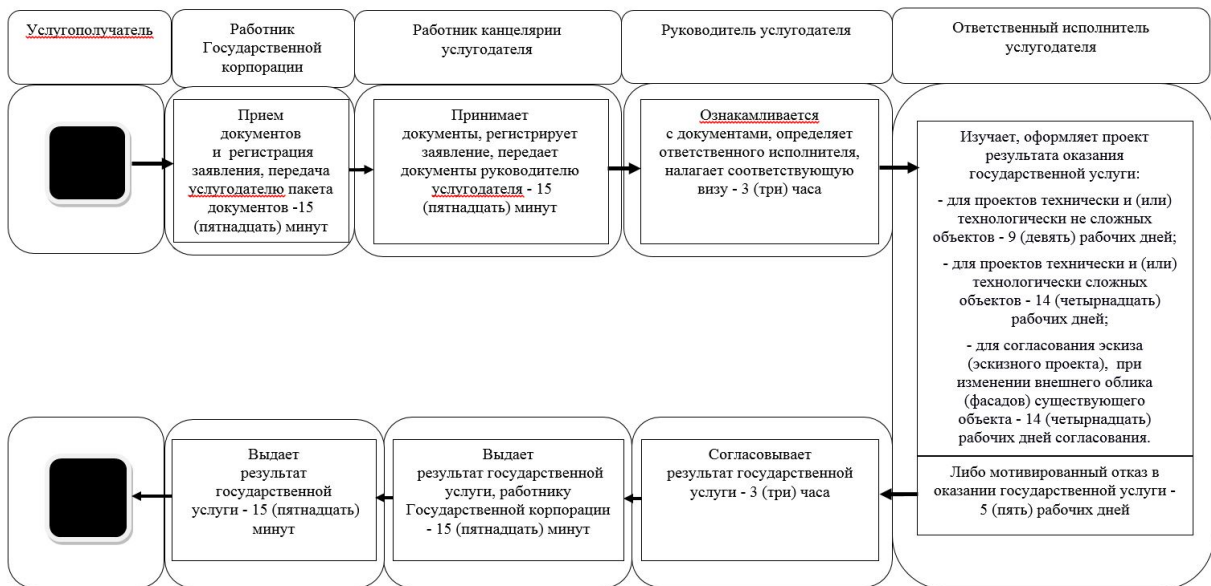 Услугополучатель
Работник
Государственной
корпорации
Работник канцелярии
услугодателя
Руководитель услугодателя
Ответственный исполнитель
услугодателя
Прием
документов
и регистрация
заявления, передача
услугодателю пакета
документов -15
(пятнадцать) минут
Принимает
документы, регистрирует
заявление, передает
документы руководителю
услугодателя - 15
(пятнадцать) минут
Ознакамливается
с документами, определяет
ответственного исполнителя,
налагает соответствующую
визу - 3 (три) часа
Изучает, оформляет проект
результата оказания
государственной услуги:
- для проектов технически и (или)
технологически не сложных
объектов - 9 (девять) рабочих дней;
- для проектов технически и (или)
технологически сложных
объектов - 14 (четырнадцать)
рабочих дней;
- для согласования эскиза
(эскизного проекта), при
изменении внешнего облика
(фасадов) существующего
объекта - 14 (четырнадцать)
рабочих дней согласования.
Либо мотивированный отказ в
оказании государственной услуги -
5 (пять) рабочих дней
Согласовывает
результат государственной
услуги - 3 (три) часа
Выдает
результат государственной
услуги, работнику
Государственной корпорации
- 15 (пятнадцать) минут
Выдает
результат
государственной
услуги - 15 (пятнадцать)
минут